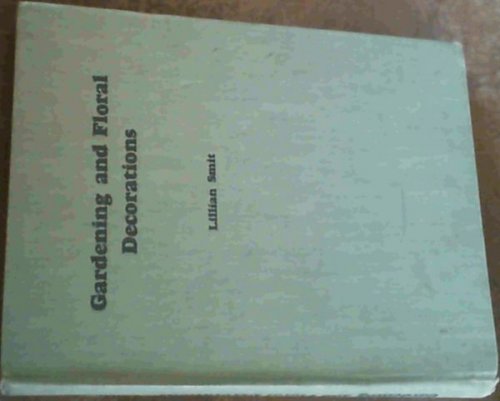 Gardening and Floral
Decorations
Lillian Smit